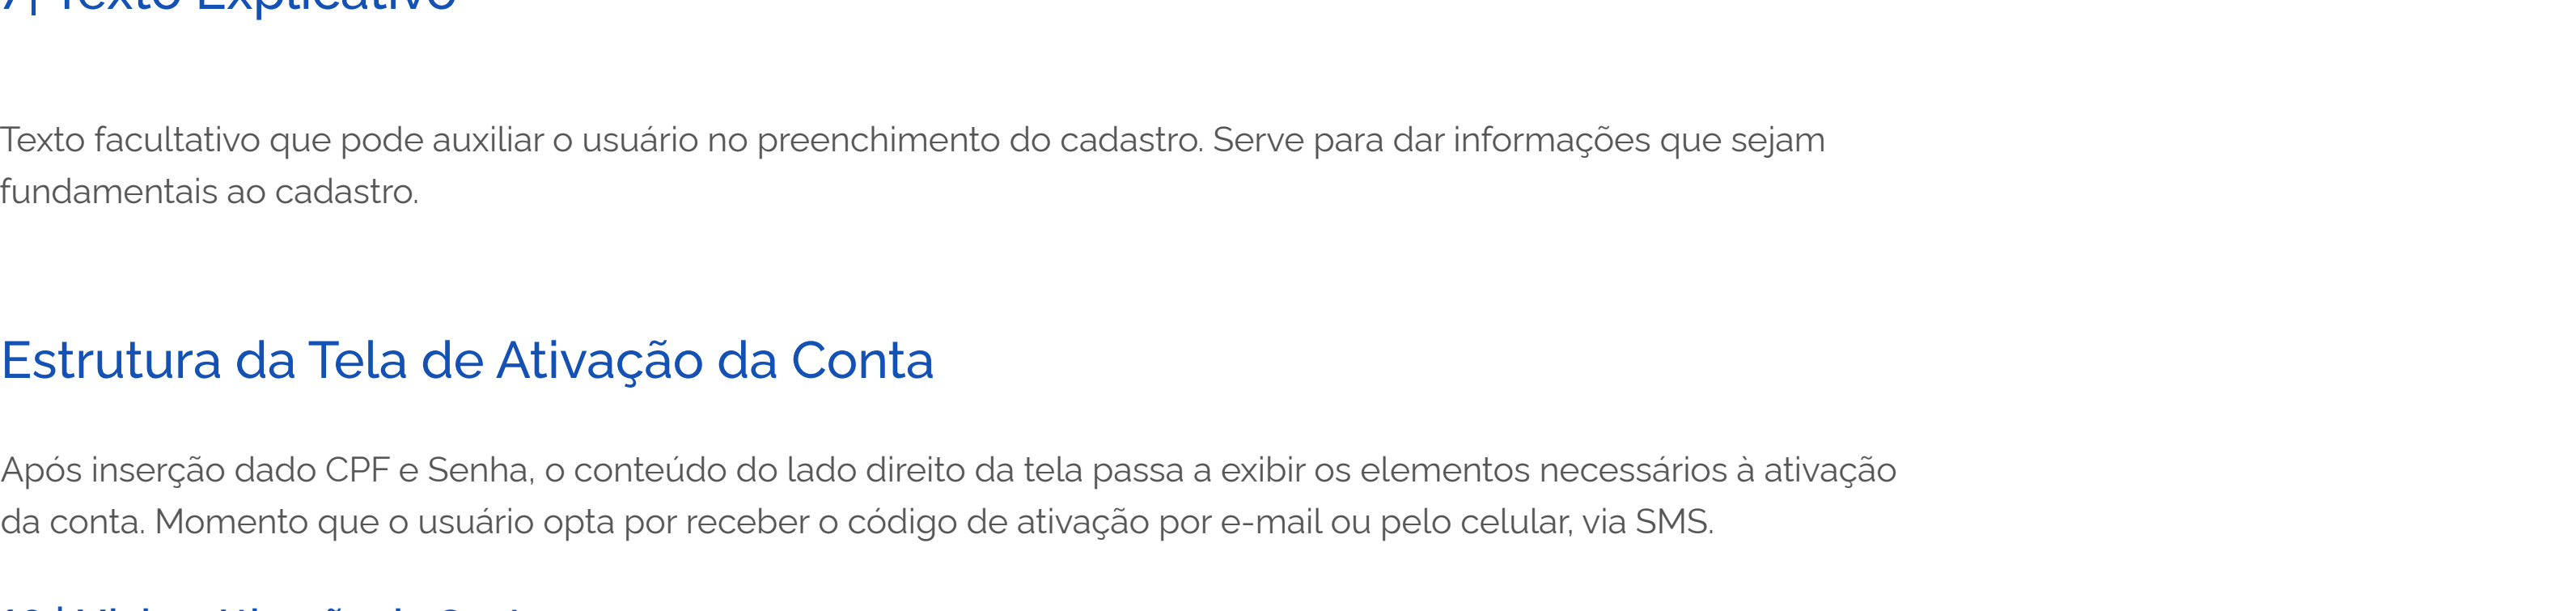 7| Texto Explicativo
Texto facultativo que pode auxiliar o usuário no preenchimento do cadastro. Serve para dar informações que sejam
fundamentais ao cadastro.
Estrutura da Tela de Ativação da Conta
Após inserção dado CPF e Senha, o conteúdo do lado direito da tela passa a exibir os elementos necessários à ativação
da conta. Momento que o usuário opta por receber o código de ativação por e-mail ou pelo celular, via SMS.